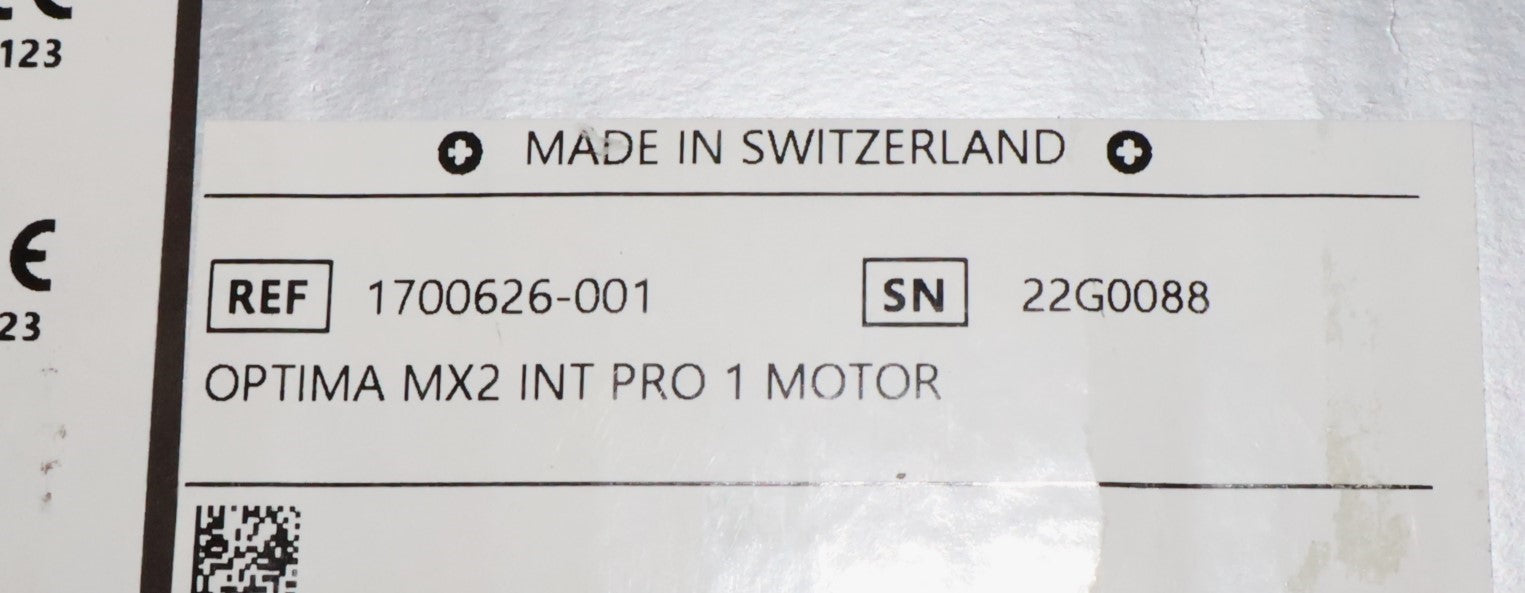 123
23
MADE IN SWITZERLAND
REF 1700626-001 SN 22G0088
OPTIMA MX2 INT PRO 1 MOTOR